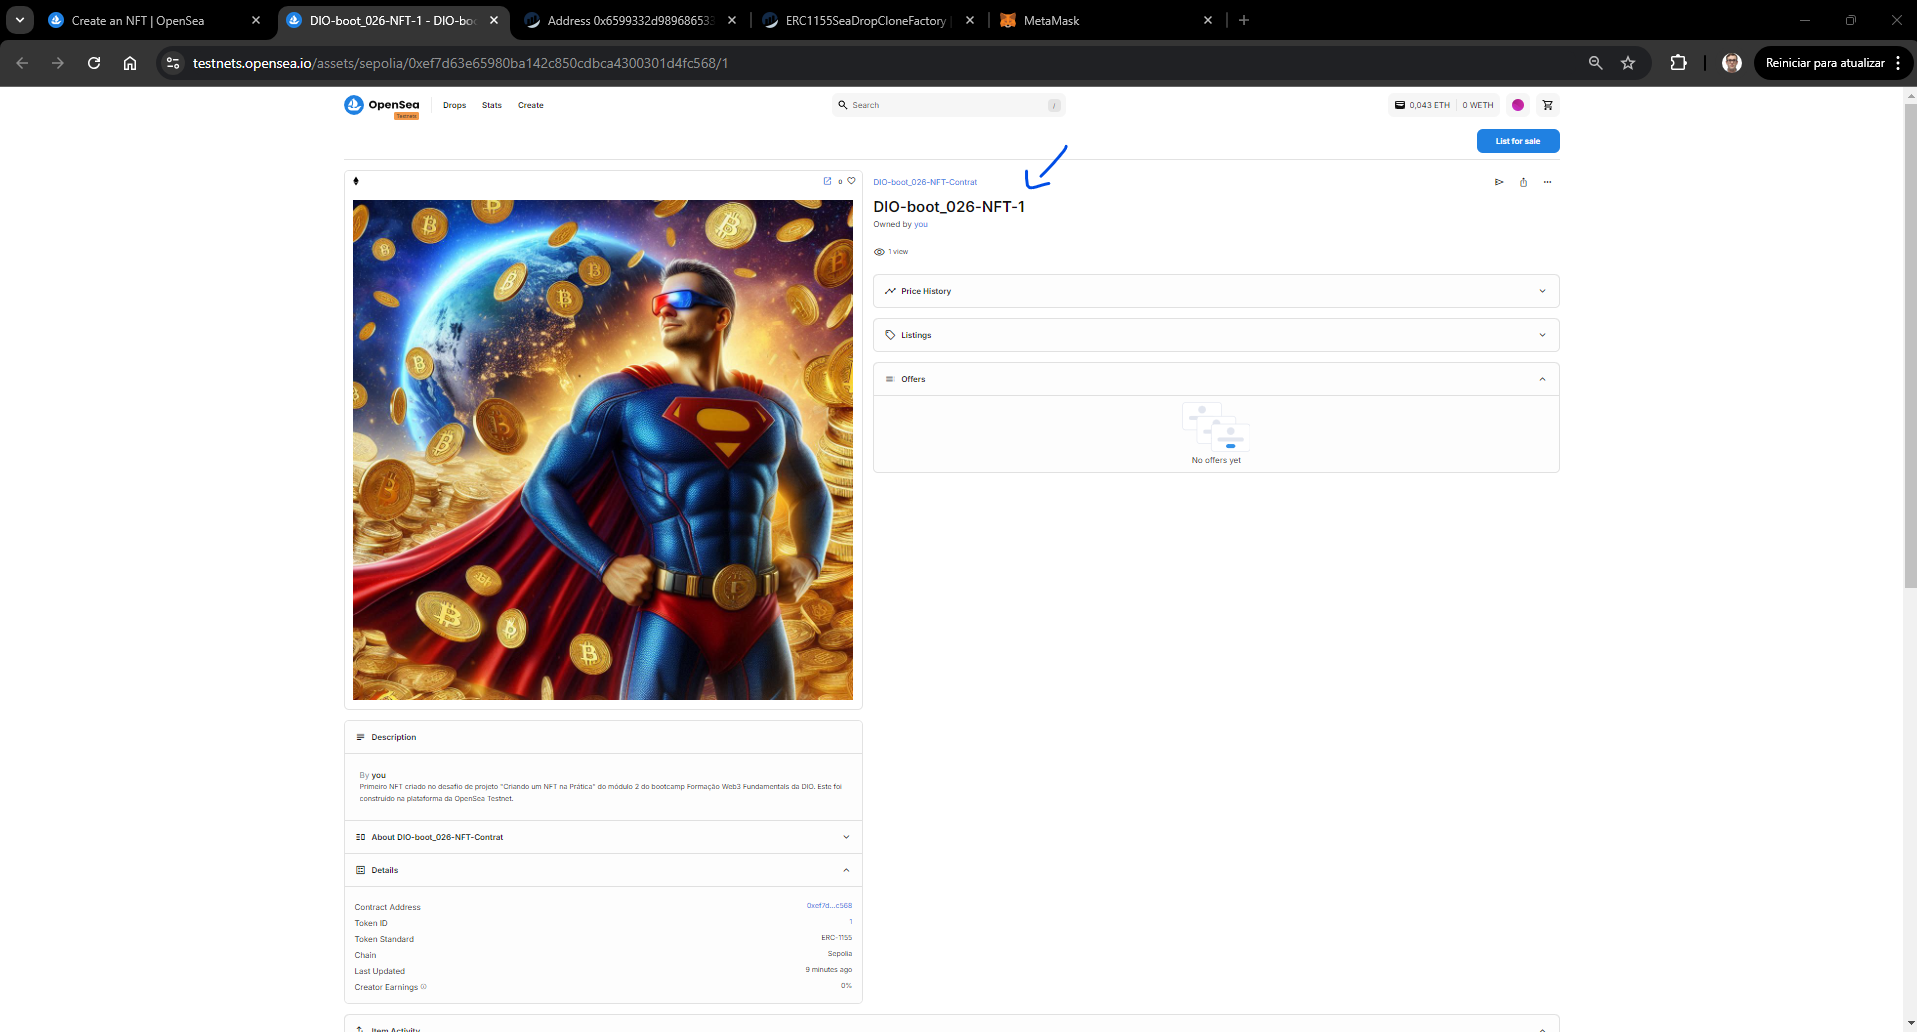 Create an NFT | OpenSea
DIO-boot_026-NFT-1 - DIO-boo
Address 0x6599332d989686533
ERC1155SeaDropCloneFactory
MetaMask
testnets.opensea.io/assets/sepolia/0xef7d63e65980ba142c850cdbca4300301d4fc568/1
Reiniciar para atualizar
OpenSea
Testnets
Drops
Stats
Create
Search
/
0,043 ETH
0 WETH
List for sale
0
DIO-boot_026-NFT-Contrat
DIO-boot_026-NFT-1
Owned by you
1 view
Price History
Listings
Offers
No offers yet
Description
By you
Primeiro NFT criado no desafio de projeto "Criando um NFT na Prática" do módulo 2 do bootcamp Formação Web3 Fundamentals da DIO. Este foi
construido na plataforma da OpenSea Testnet.
About DIO-boot_026-NFT-Contrat
Details
Contract Address 0xef7d...c568
Token ID 1
Token Standard ERC-1155
Chain Sepolia
Last Updated 9 minutes ago
Creator Earnings 0%
Item Activity